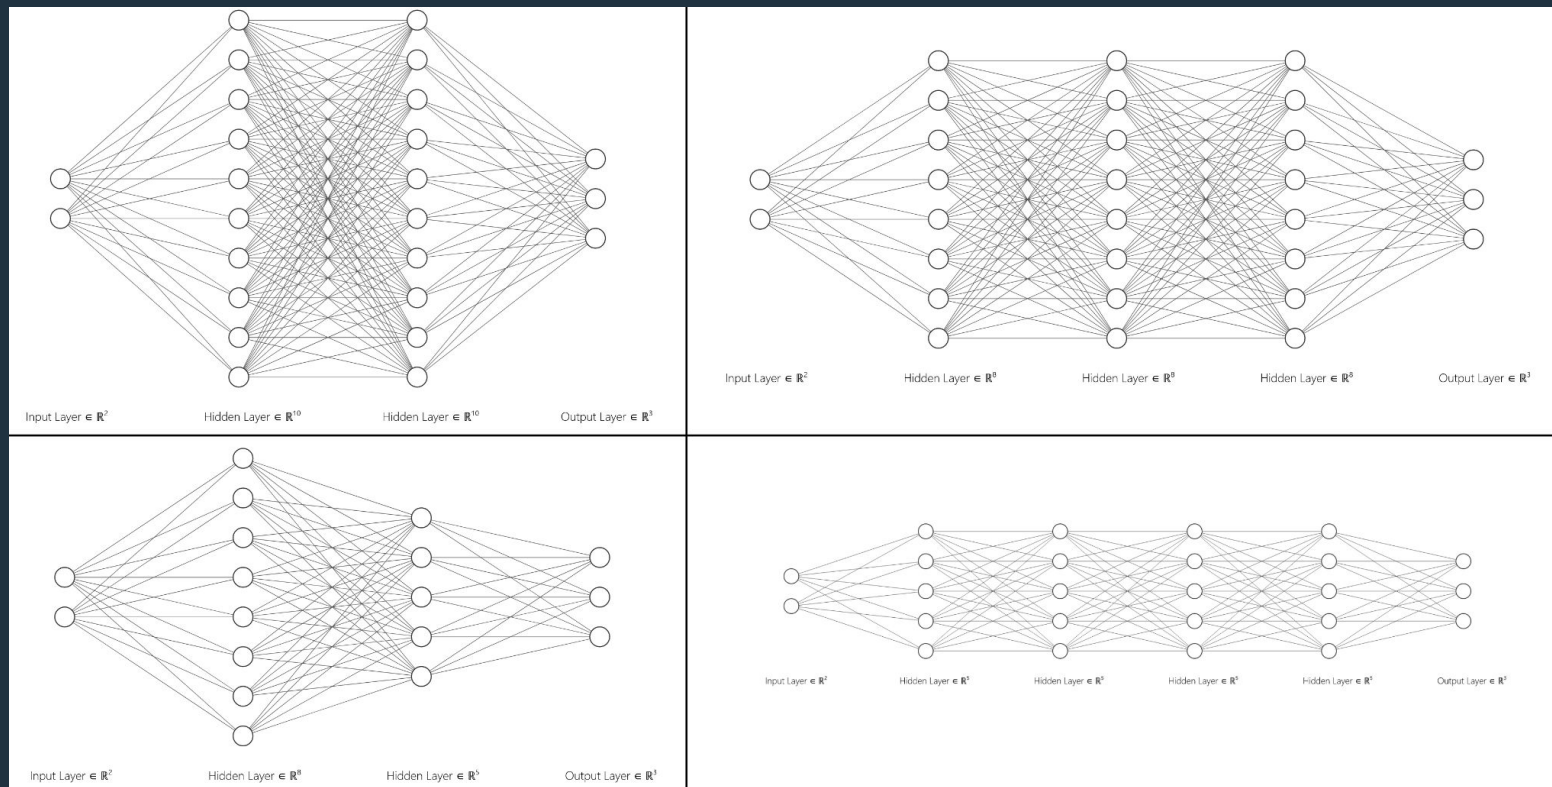 Input Layer ∈ ℝ² Hidden Layer ∈ ℝ¹⁰ Hidden Layer ∈ ℝ¹⁰ Output Layer ∈ ℝ³
Input Layer ∈ ℝ² Hidden Layer ∈ ℝ⁸ Hidden Layer ∈ ℝ⁸ Hidden Layer ∈ ℝ⁸ Output Layer ∈ ℝ³
Input Layer ∈ ℝ² Hidden Layer ∈ ℝ⁸ Hidden Layer ∈ ℝ⁵ Output Layer ∈ ℝ³
Input Layer ∈ ℝ² Hidden Layer ∈ ℝ⁵ Hidden Layer ∈ ℝ⁵ Hidden Layer ∈ ℝ⁵ Hidden Layer ∈ ℝ⁵ Output Layer ∈ ℝ³